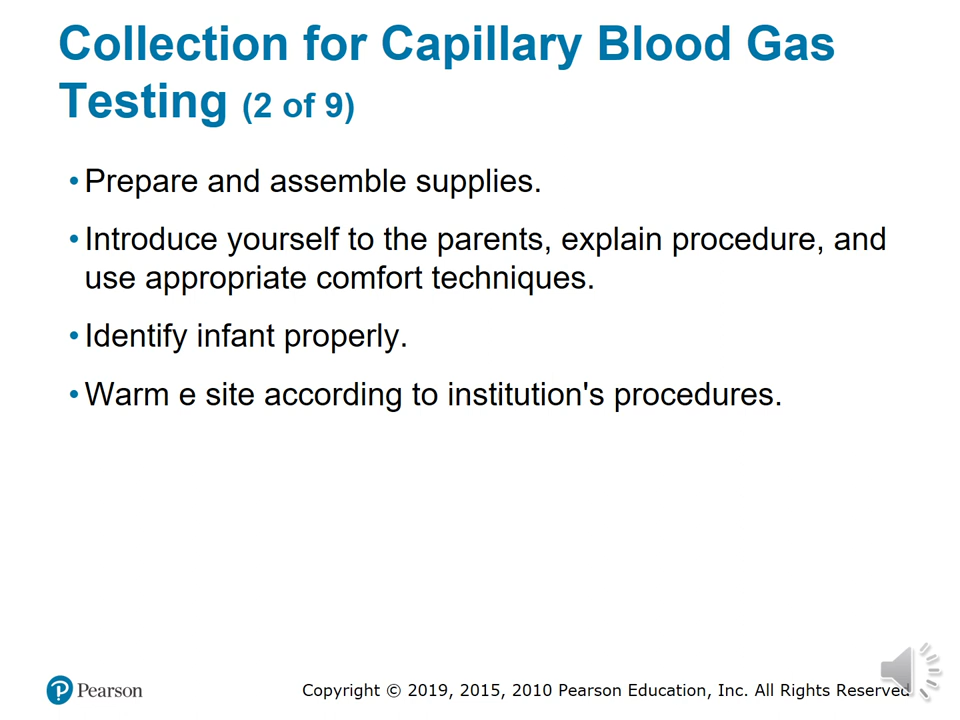 Collection for Capillary Blood Gas
Testing (2 of 9)
• Prepare and assemble supplies.
• Introduce yourself to the parents, explain procedure, and
use appropriate comfort techniques.
• Identify infant properly.
• Warm e site according to institution's procedures.
Pearson
Copyright © 2019, 2015, 2010 Pearson Education, Inc. All Rights Reserved